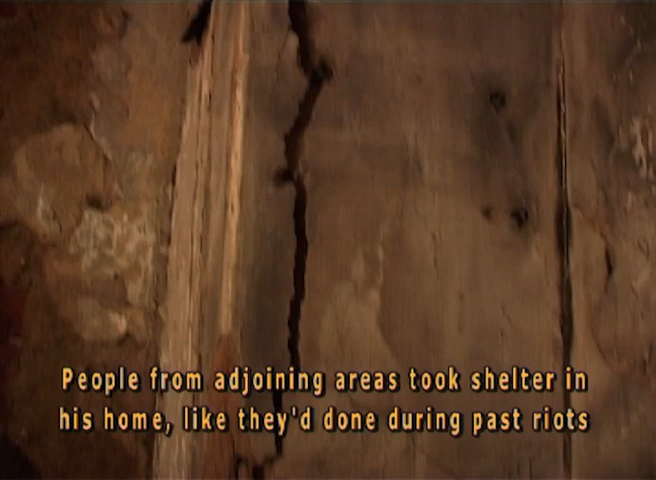 People from adjoining areas took shelter in
his home, like they'd done during past riots